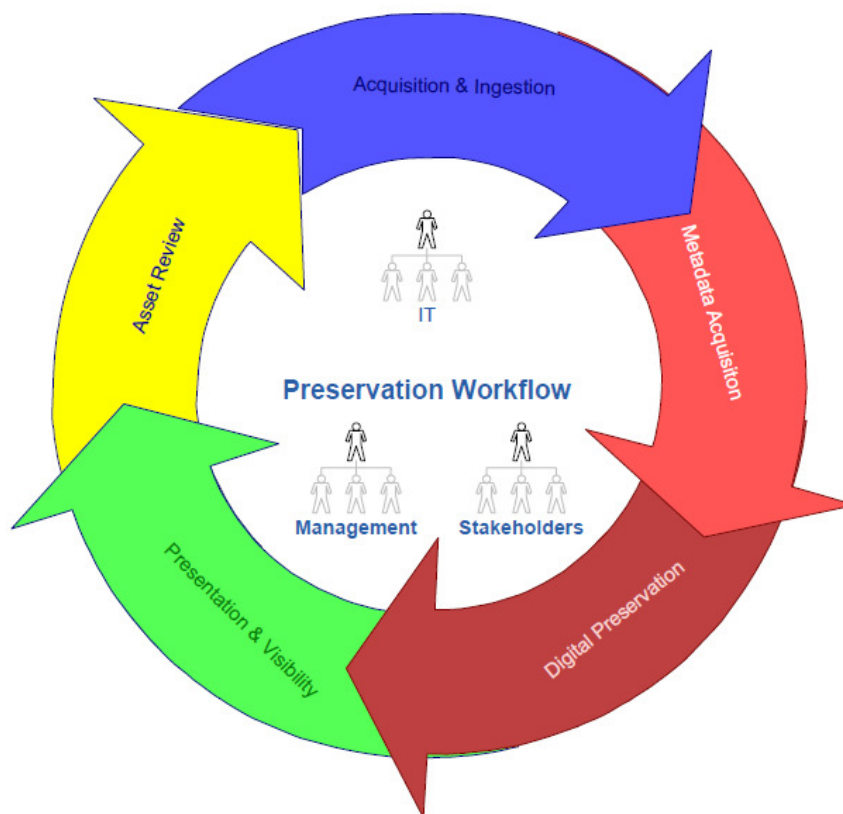 Acquisition & Ingestion
Metadata Acquisiton
Digital Preservation
Presentation & Visibility
Asset Review
IT
Preservation Workflow
Management
Stakeholders